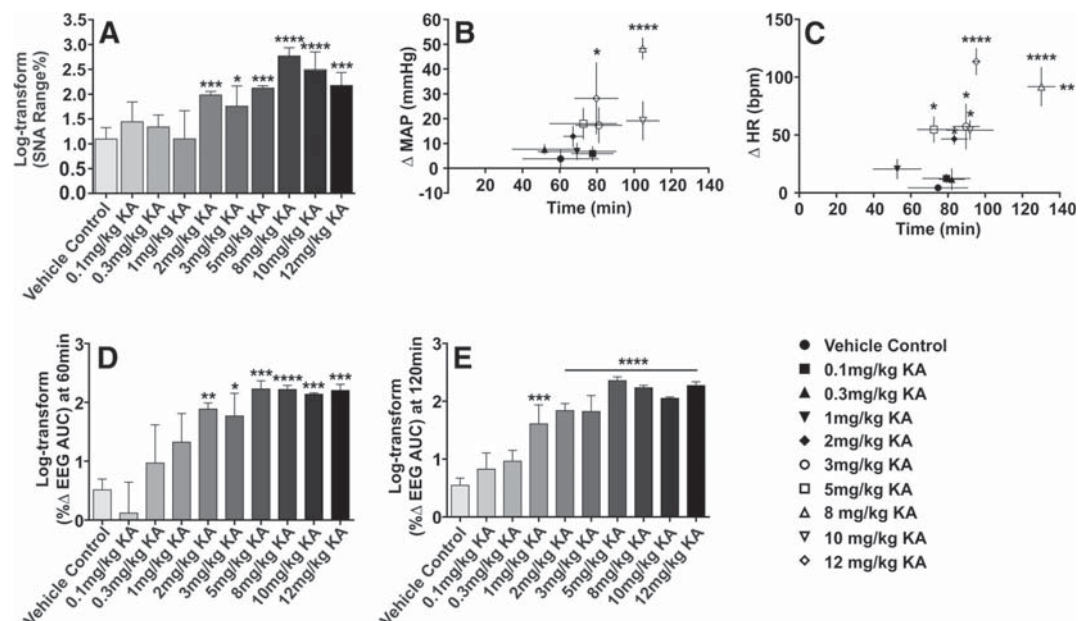 A
Log-transform
(SNA Range%)
3.5
3.0
2.5
2.0
1.5
1.0
0.5
0.0
*** * *** **** **** ***
Vehicle Control
0.1mg/kg KA
0.3mg/kg KA
1mg/kg KA
2mg/kg KA
3mg/kg KA
5mg/kg KA
8mg/kg KA
10mg/kg KA
12mg/kg KA
B
Δ MAP (mmHg)
60
50
40
30
20
10
0
-10
****
*
20 40 60 80 100 120 140
Time (min)
C
Δ HR (bpm)
150
100
50
0
****
****
**
* * * *
0 20 40 60 80 100 120 140
Time (min)
D
Log-transform
(%Δ EEG AUC) at 60min
3
2
1
0
** * *** **** *** ***
Vehicle Control
0.1mg/kg KA
0.3mg/kg KA
1mg/kg KA
2mg/kg KA
3mg/kg KA
5mg/kg KA
8mg/kg KA
10mg/kg KA
12mg/kg KA
E
Log-transform
(%Δ EEG AUC) at 120min
3
2
1
0
***
****
Vehicle Control
0.1mg/kg KA
0.3mg/kg KA
1mg/kg KA
2mg/kg KA
3mg/kg KA
5mg/kg KA
8mg/kg KA
10mg/kg KA
12mg/kg KA
Vehicle Control
0.1mg/kg KA
0.3mg/kg KA
1mg/kg KA
2mg/kg KA
3mg/kg KA
5mg/kg KA
8 mg/kg KA
10 mg/kg KA
12 mg/kg KA